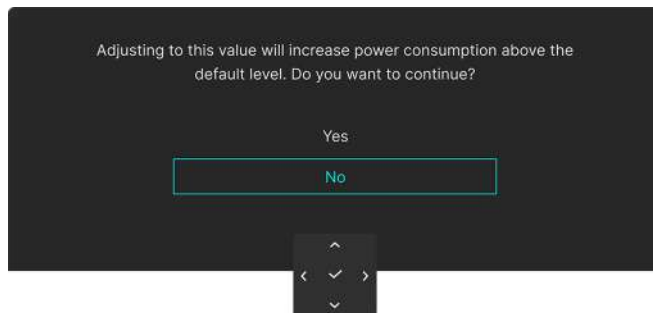 Adjusting to this value will increase power consumption above the
default level. Do you want to continue?
Yes
No